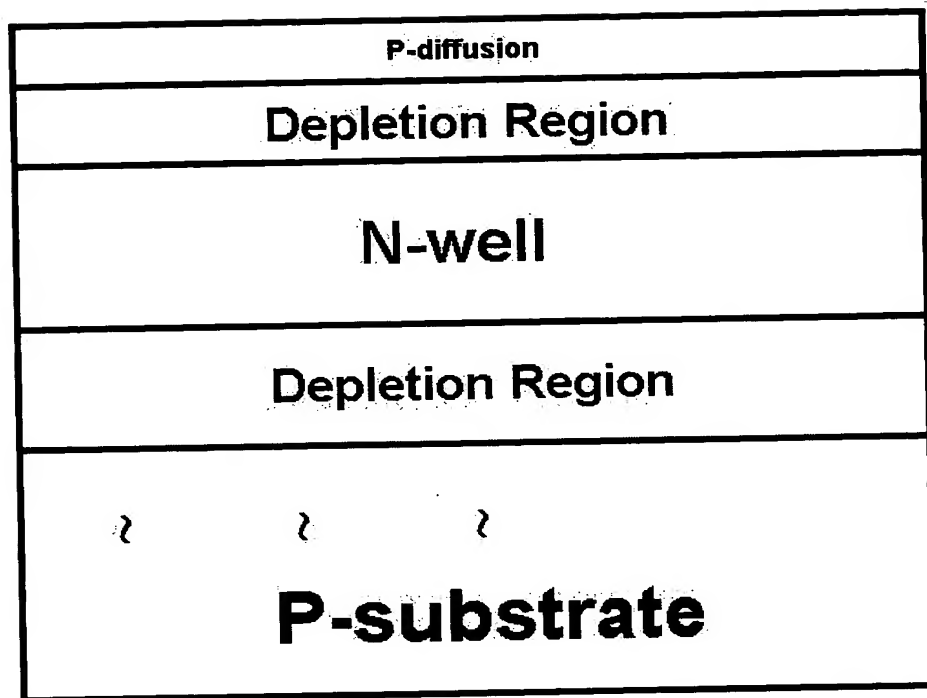 P-diffusion
Depletion Region
N-well
Depletion Region
~ ~ ~
P-substrate